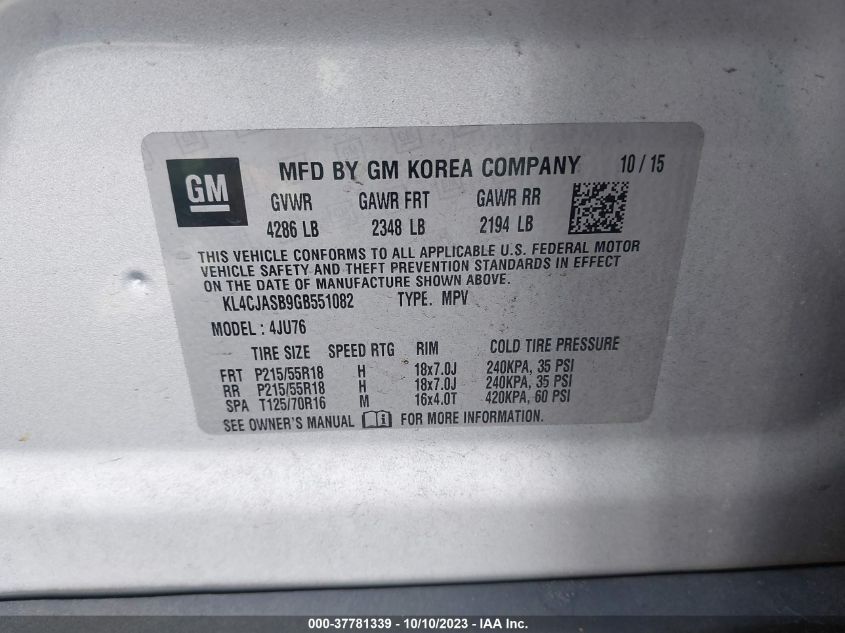 GM
MFD BY GM KOREA COMPANY 10 / 15
GVWR GAWR FRT GAWR RR
4286 LB 2348 LB 2194 LB
THIS VEHICLE CONFORMS TO ALL APPLICABLE U.S. FEDERAL MOTOR
VEHICLE SAFETY AND THEFT PREVENTION STANDARDS IN EFFECT
ON THE DATE OF MANUFACTURE SHOWN ABOVE.
KL4CJASB9GB551082 TYPE. MPV
MODEL : 4JU76
TIRE SIZE SPEED RTG RIM COLD TIRE PRESSURE
FRT P215/55R18 H 18x7.0J 240KPA, 35 PSI
RR P215/55R18 H 18x7.0J 240KPA, 35 PSI
SPA T125/70R16 M 16x4.0T 420KPA, 60 PSI
SEE OWNER'S MANUAL FOR MORE INFORMATION.
000-37781339 - 10/10/2023 - IAA Inc.